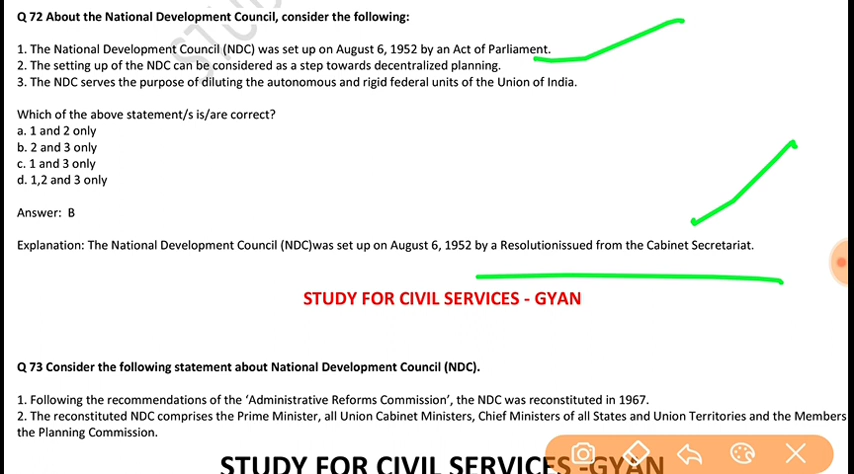 Q 72 About the National Development Council, consider the following:
1. The National Development Council (NDC) was set up on August 6, 1952 by an Act of Parliament.
2. The setting up of the NDC can be considered as a step towards decentralized planning.
3. The NDC serves the purpose of diluting the autonomous and rigid federal units of the Union of India.
Which of the above statement/s is/are correct?
a. 1 and 2 only
b. 2 and 3 only
c. 1 and 3 only
d. 1,2 and 3 only
Answer: B
Explanation: The National Development Council (NDC)was set up on August 6, 1952 by a Resolutionissued from the Cabinet Secretariat.
STUDY FOR CIVIL SERVICES - GYAN
Q 73 Consider the following statement about National Development Council (NDC).
1. Following the recommendations of the ‘Administrative Reforms Commission’, the NDC was reconstituted in 1967.
2. The reconstituted NDC comprises the Prime Minister, all Union Cabinet Ministers, Chief Ministers of all States and Union Territories and the Members
the Planning Commission.
STUDY FOR CIVIL SERVICES -GYAN